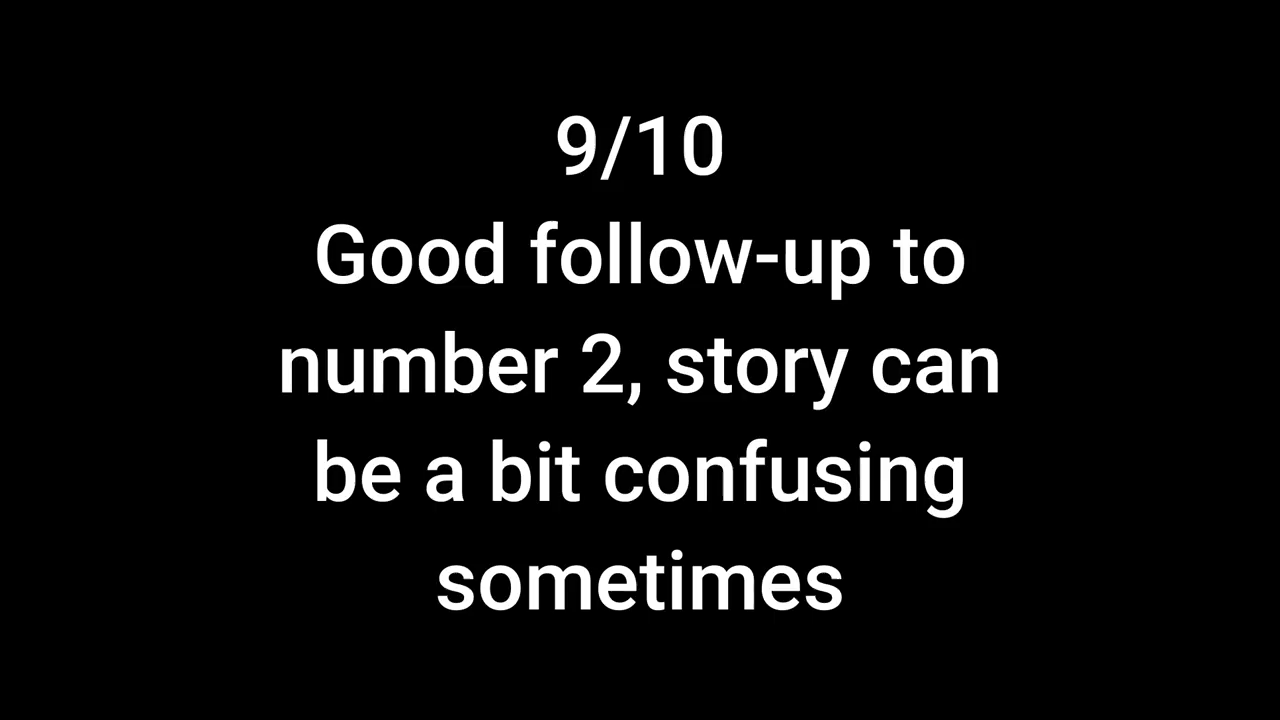 9/10
Good follow-up to
number 2, story can
be a bit confusing
sometimes